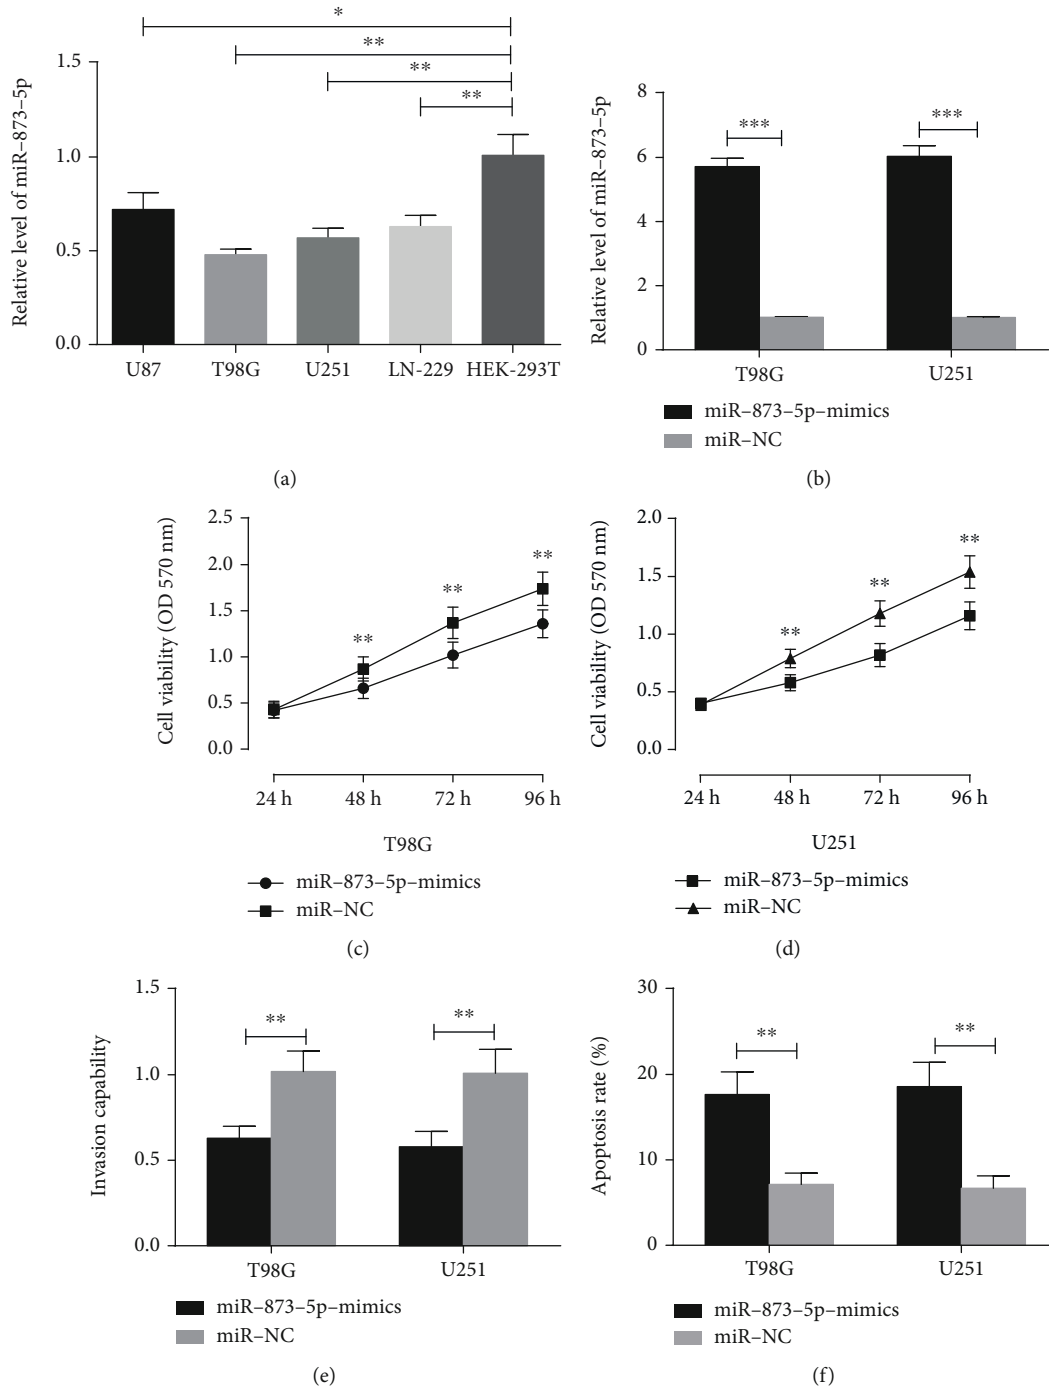 Relative level of miR–873–5p
1.5
1.0
0.5
0.0
*
**
**
**
U87 T98G U251 LN-229 HEK-293T
(a)
Relative level of miR–873–5p
8
6
4
2
0
*** ***
T98G U251
miR–873–5p–mimics
miR–NC
(b)
Cell viability (OD 570 nm)
2.5
2.0
1.5
1.0
0.5
0.0
** ** **
24 h 48 h 72 h 96 h
T98G
miR–873–5p–mimics
miR–NC
(c)
Cell viability (OD 570 nm)
2.0
1.5
1.0
0.5
0.0
** ** **
24 h 48 h 72 h 96 h
U251
miR–873–5p–mimics
miR–NC
(d)
Invasion capability
1.5
1.0
0.5
0.0
** **
T98G U251
miR–873–5p–mimics
miR–NC
(e)
Apoptosis rate (%)
30
20
10
0
** **
T98G U251
miR–873–5p–mimics
miR–NC
(f)